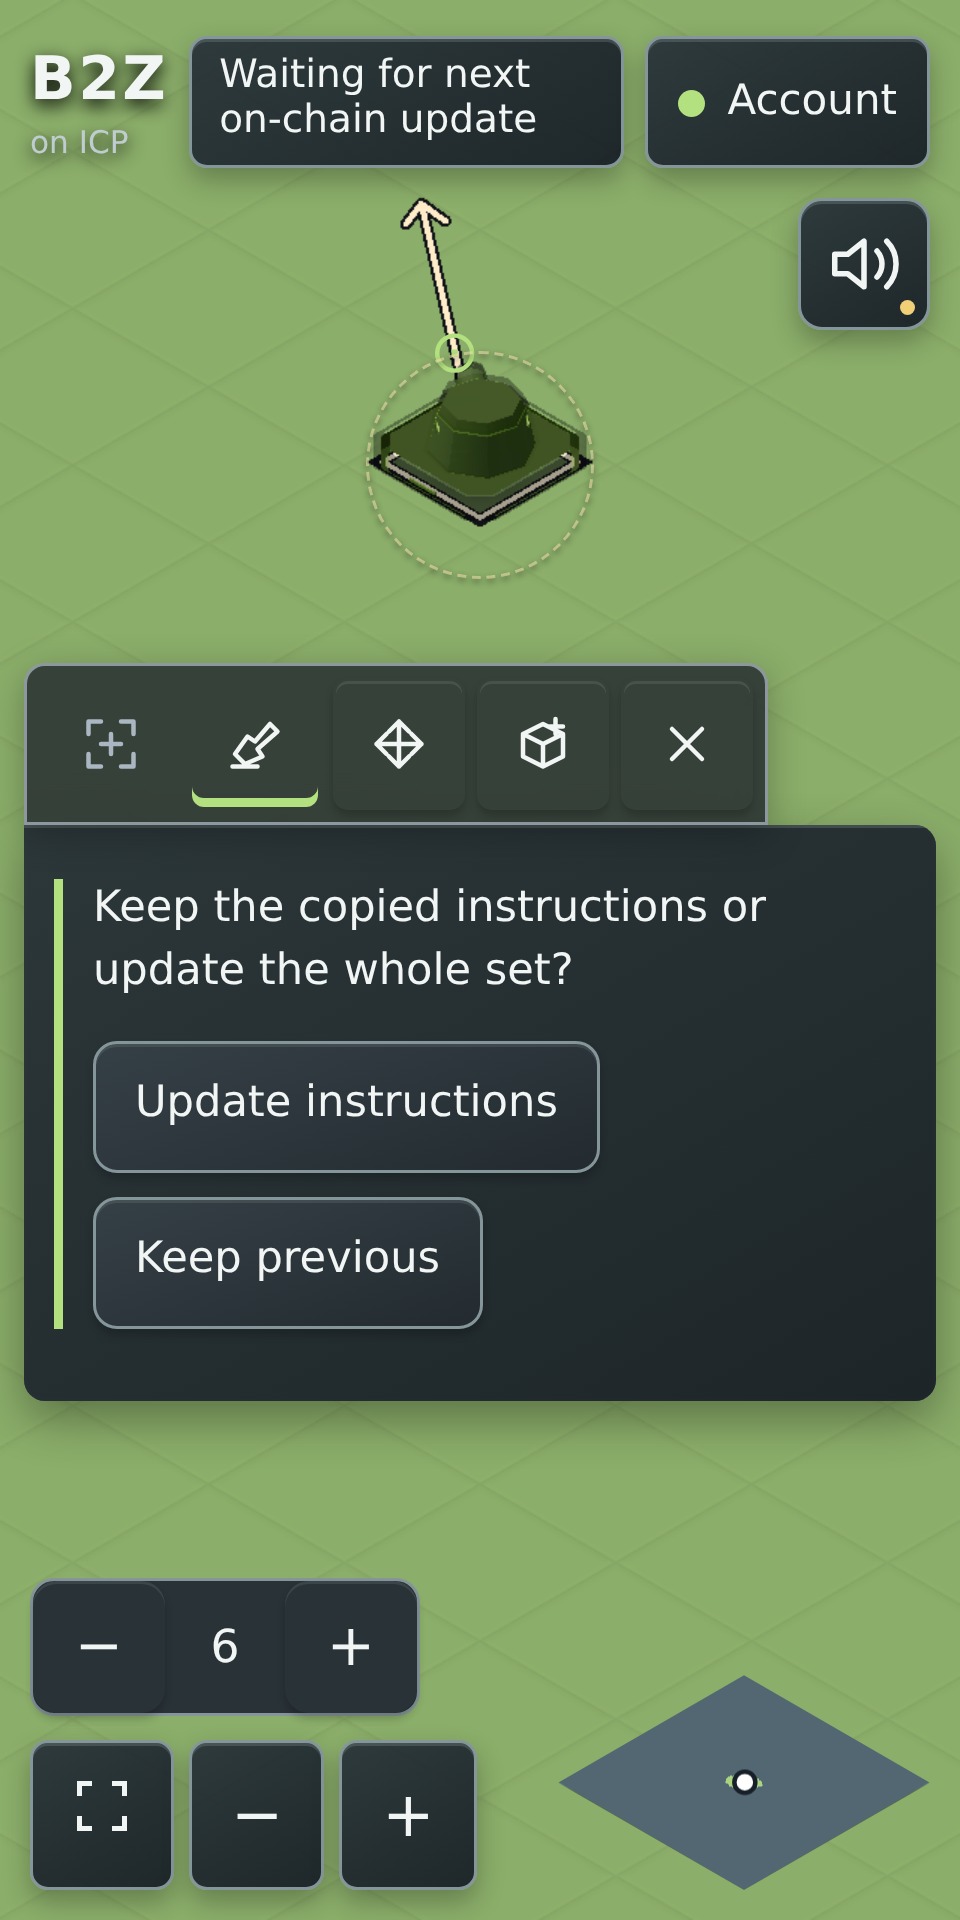 B2Z
on ICP
Waiting for next
on-chain update
Account
Keep the copied instructions or
update the whole set?
Update instructions
Keep previous
− 6 +
− +